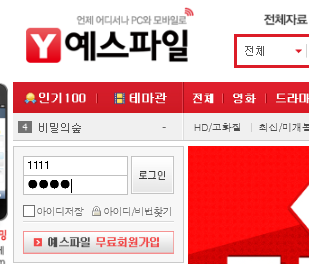 언제 어디서나 PC와 모바일로
Y 예스파일
전체자료
전체
인기100 테마관 전체 영화 드라마
4 비밀의숲 - HD/고화질 최신/미개봉
1111
로그인
아이디저장 아이디/비번찾기
예스파일 무료회원가입